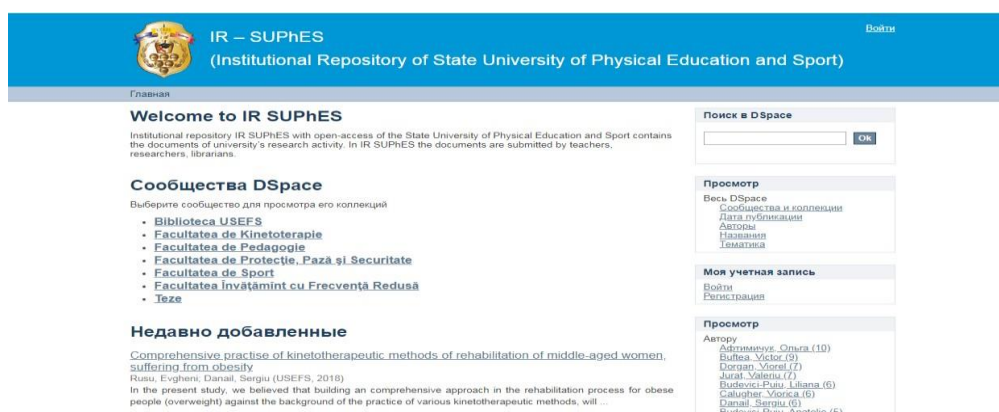 IR – SUPhES
Войти
(Institutional Repository of State University of Physical Education and Sport)
Главная
Welcome to IR SUPhES
Institutional repository IR SUPhES with open-access of the State University of Physical Education and Sport contains
the documents of university's research activity. In IR SUPhES the documents are submitted by teachers,
researchers, librarians.
Сообщества DSpace
Выберите сообщество для просмотра его коллекций
Biblioteca USEFS
Facultatea de Kinetoterapie
Facultatea de Pedagogie
Facultatea de Protecţie, Pază şi Securitate
Facultatea de Sport
Facultatea Învăţămînt cu Frecvenţă Redusă
Teze
Недавно добавленные
Comprehensive practise of kinetotherapeutic methods of rehabilitation of middle-aged women,
suffering from obesity
Rusu, Evgheni; Danail, Sergiu (USEFS, 2018)
In the present study, we believed that building an comprehensive approach in the rehabilitation process for obese
people (overweight) against the background of the practice of various kinetotherapeutic methods, will ...
Поиск в DSpace
Ok
Просмотр
Весь DSpace
Сообщества и коллекции
Дата публикации
Авторы
Названия
Тематика
Моя учетная запись
Войти
Регистрация
Просмотр
Автору
Афтимичук, Ольга (10)
Buftea, Victor (9)
Dorgan, Viorel (7)
Jurat, Valeriu (7)
Budevici-Puiu, Liliana (6)
Calugher, Viorica (6)
Danail, Sergiu (6)
Budevici-Puiu, Anatolie (5)